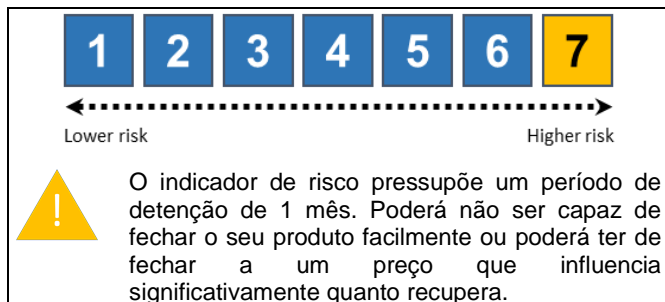 1 2 3 4 5 6 7
Lower risk Higher risk
!
O indicador de risco pressupõe um período de
detenção de 1 mês. Poderá não ser capaz de
fechar o seu produto facilmente ou poderá ter de
fechar a um preço que influencia
significativamente quanto recupera.